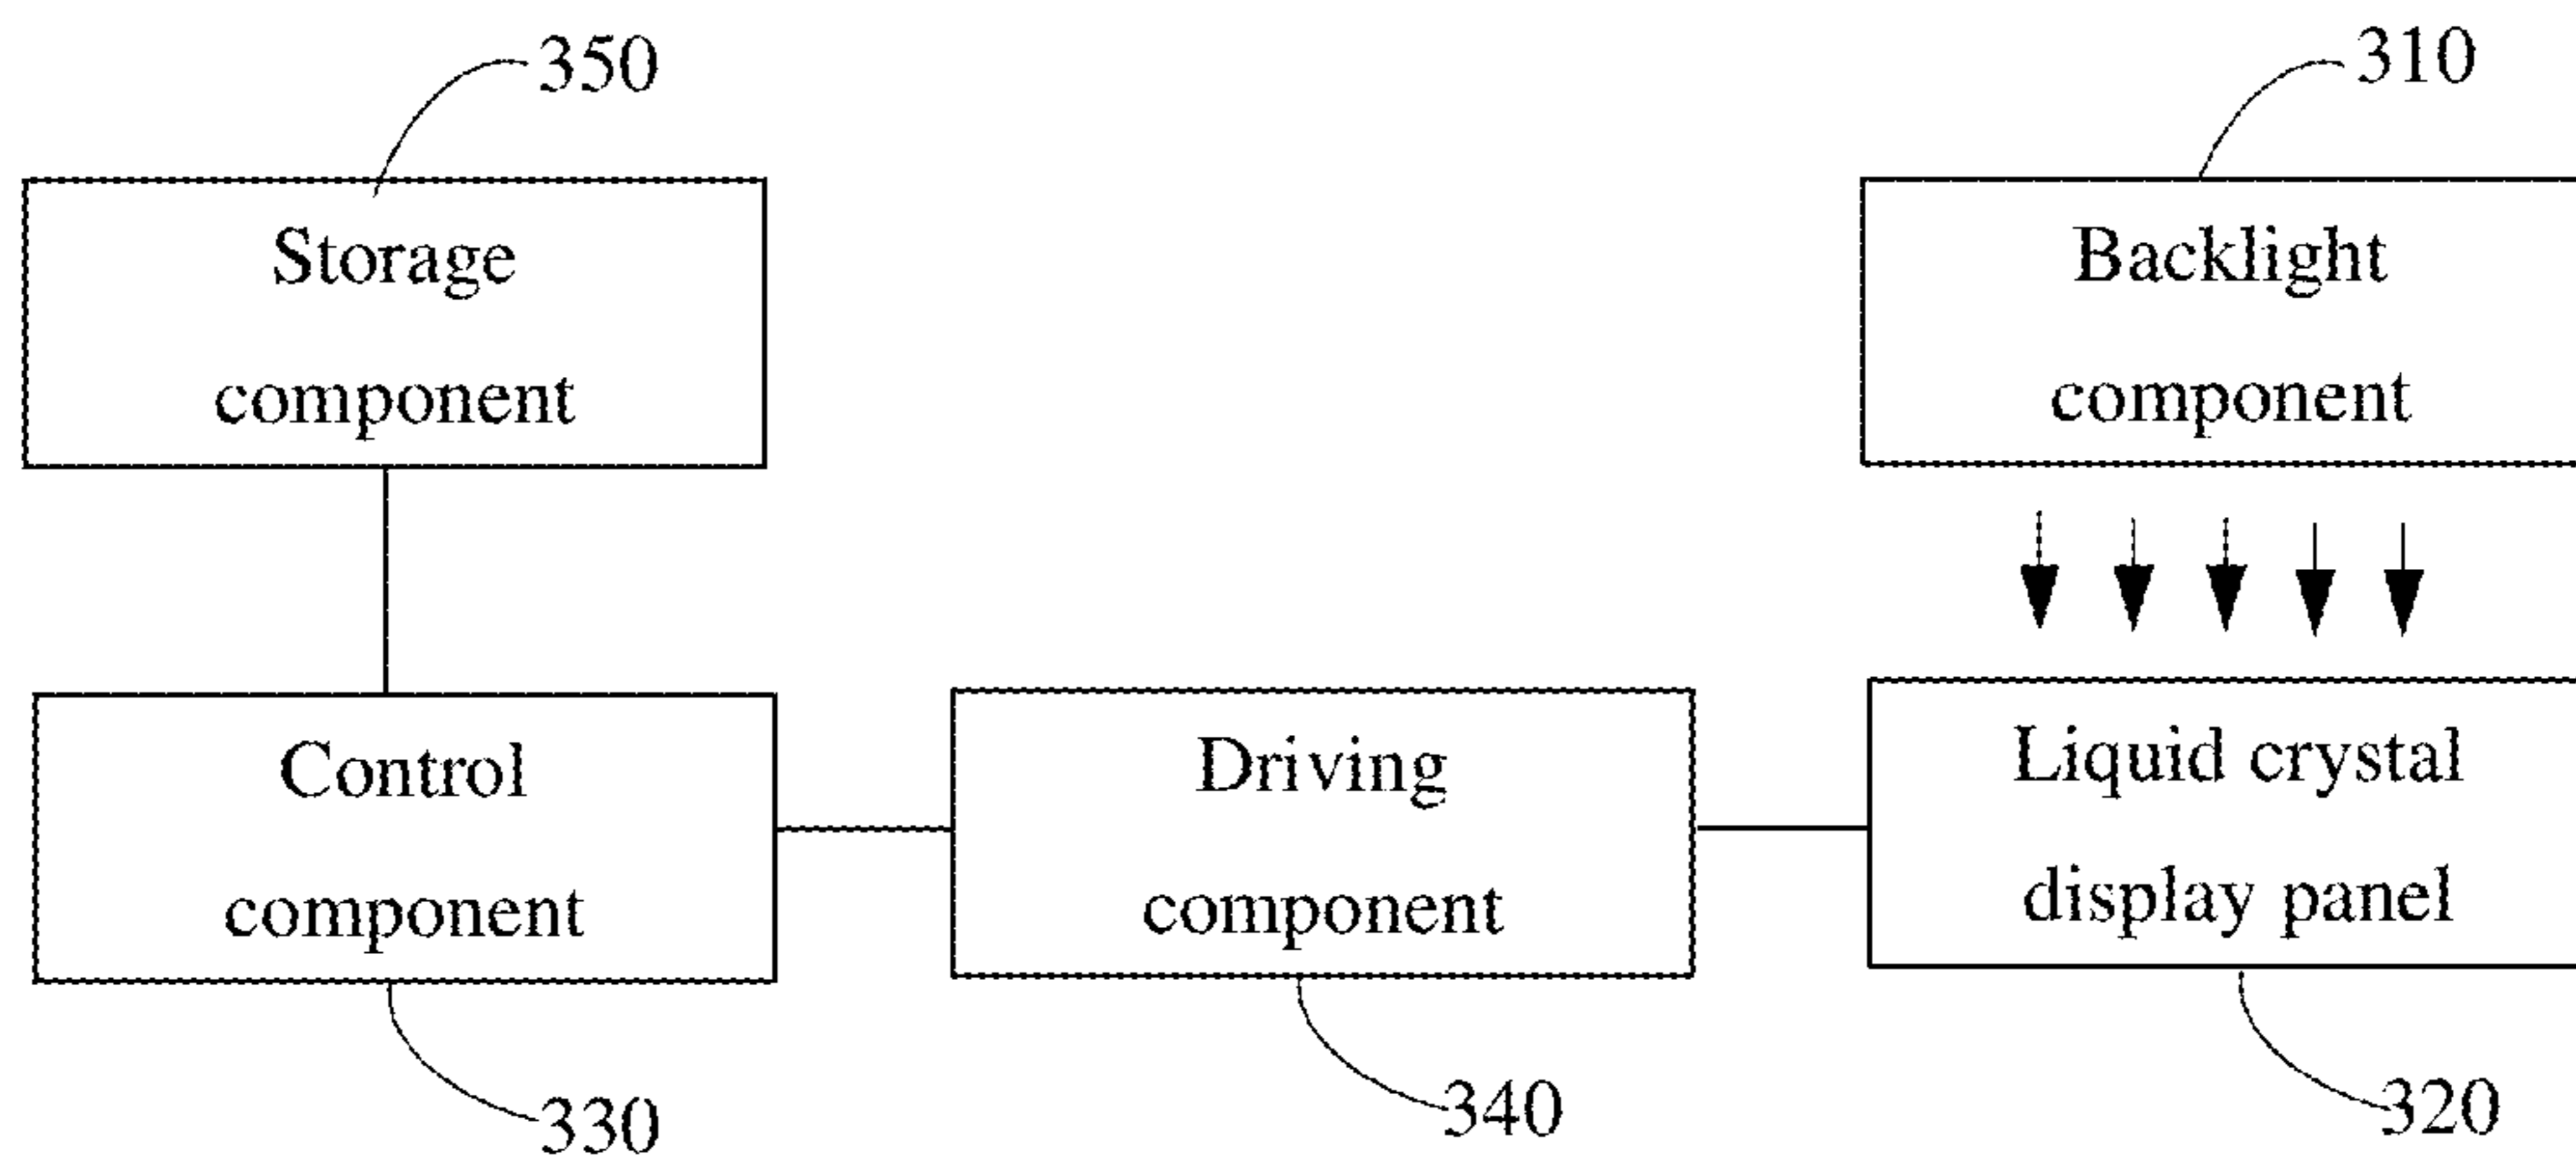 350
310
Storage
component
Backlight
component
Control
component
Driving
component
Liquid crystal
display panel
330
340
320